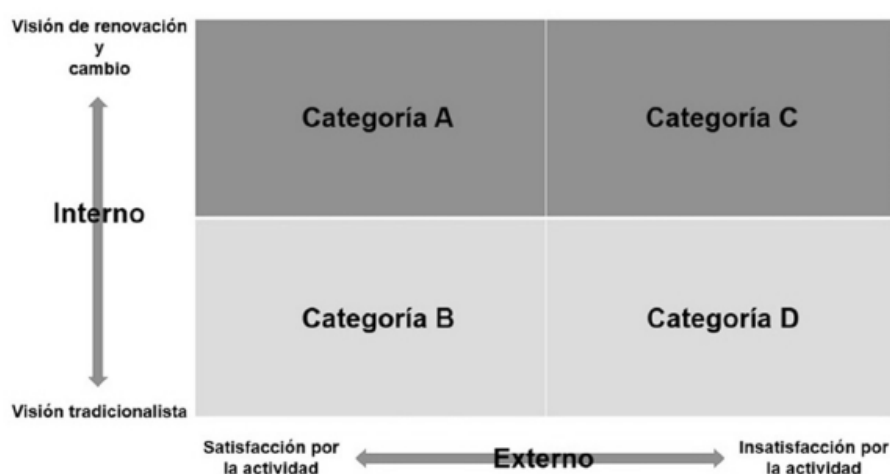 Visión de renovación
y
cambio
Categoría A
Categoría C
Interno
Categoría B
Categoría D
Visión tradicionalista
Satisfacción por
la actividad
Externo
Insatisfacción por
la actividad